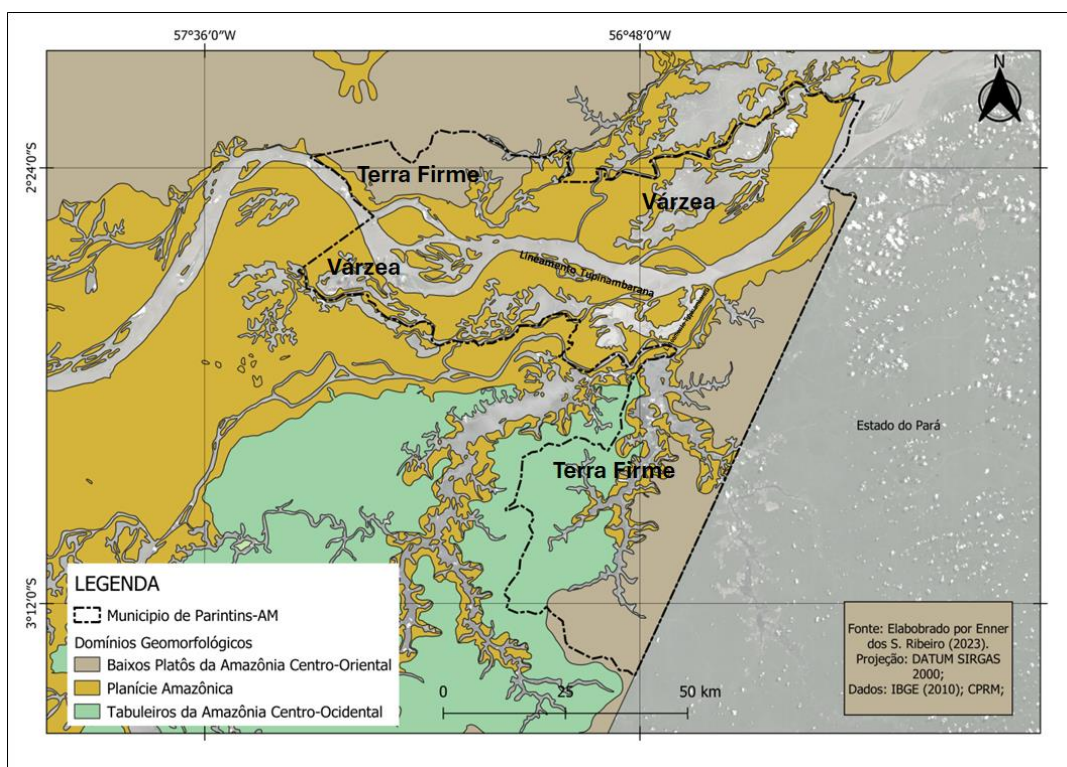 57°36'0"W
56°48'0"W
N
2°24'0"S
Terra Firme
Várzea
Várzea
Lineamento Tupinambarana
Estado do Pará
Terra Firme
3°12'0"S
LEGENDA
Municipio de Parintins-AM
Domínios Geomorfológicos
Baixos Platôs da Amazônia Centro-Oriental
Planície Amazônica
Tabuleiros da Amazônia Centro-Ocidental
0 25 50 km
Fonte: Elabobrado por Enner
dos S. Ribeiro (2023).
Projeção: DATUM SIRGAS
2000;
Dados: IBGE (2010); CPRM;